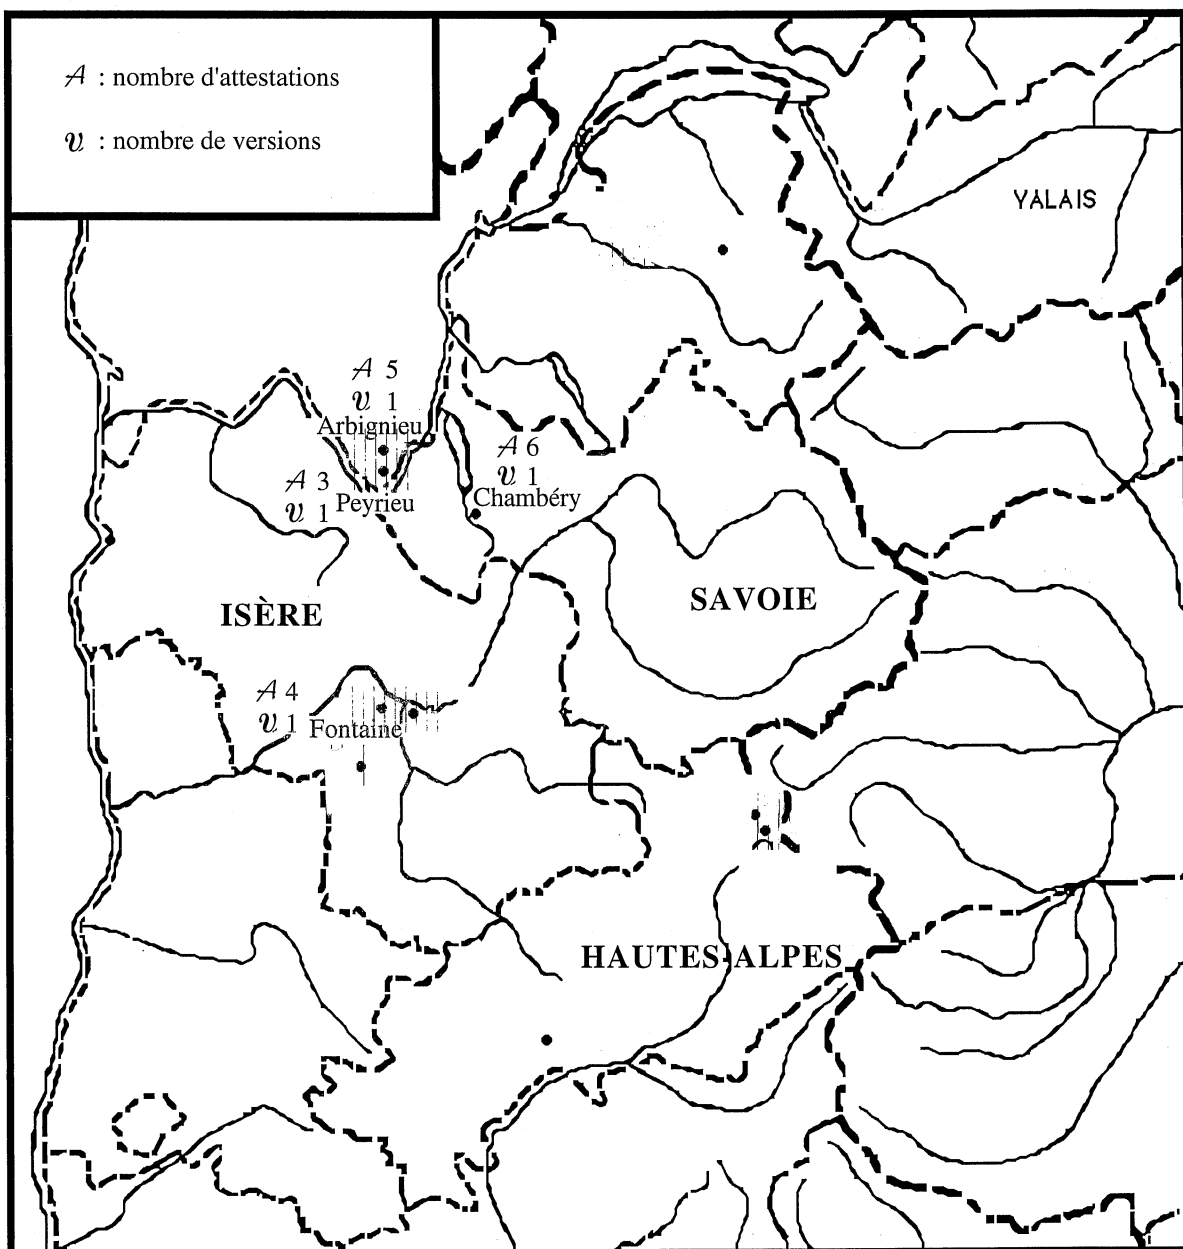 A : nombre d'attestations
v : nombre de versions
YALAIS
A 5
v 1
Arbignieu
A 6
v 1
Chambéry
A 3
v 1
Peyrieu
ISÈRE
SAVOIE
A 4
v 1
Fontaine
HAUTES-ALPES